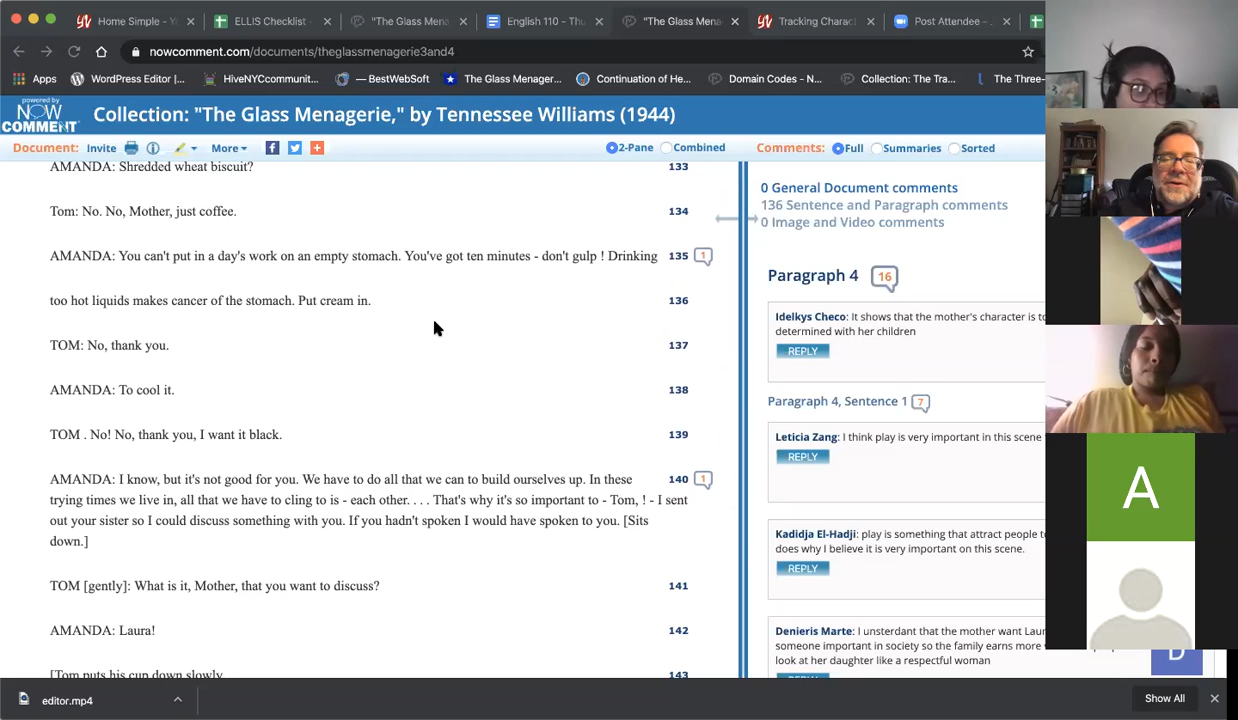 Home Simple - Y
ELLIS Checklist -
"The Glass Mena
English 110 - Thu
"The Glass Mena
Tracking Charac
Post Attendee -
nowcomment.com/documents/theglassmenagerie3and4
Apps
WordPress Editor |...
HiveNYCcommunit...
— BestWebSoft
The Glass Menager...
Continuation of He...
Domain Codes - N...
Collection: The Tra...
The Three-
powered by
NOW
COMMENT
Collection: "The Glass Menagerie," by Tennessee Williams (1944)
Document: Invite More
2-Pane Combined
Comments: Full Summaries Sorted
AMANDA: Shredded wheat biscuit? 133
Tom: No. No, Mother, just coffee. 134
AMANDA: You can't put in a day's work on an empty stomach. You've got ten minutes - don't gulp ! Drinking 135 1
too hot liquids makes cancer of the stomach. Put cream in. 136
TOM: No, thank you. 137
AMANDA: To cool it. 138
TOM . No! No, thank you, I want it black. 139
AMANDA: I know, but it's not good for you. We have to do all that we can to build ourselves up. In these 140 1
trying times we live in, all that we have to cling to is - each other. . . . That's why it's so important to - Tom, ! - I sent
out your sister so I could discuss something with you. If you hadn't spoken I would have spoken to you. [Sits
down.]
TOM [gently]: What is it, Mother, that you want to discuss? 141
AMANDA: Laura! 142
[Tom puts his cup down slowly. 143
0 General Document comments
136 Sentence and Paragraph comments
0 Image and Video comments
Paragraph 4 16
Idelkys Checo: It shows that the mother's character is to
determined with her children
REPLY
Paragraph 4, Sentence 1 7
Leticia Zang: I think play is very important in this scene
REPLY
Kadidja El-Hadji: play is something that attract people to
does why I believe it is very important on this scene.
REPLY
Denieris Marte: I unsterdant that the mother want Lau
someone important in society so the family earns more
look at her daughter like a respectful woman
REPLY
A
D
editor.mp4
Show All